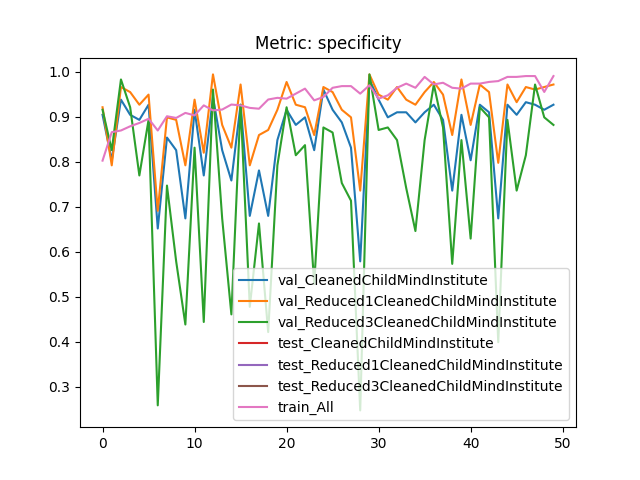 Metric: specificity
1.0
0.9
0.8
0.7
0.6
0.5
0.4
0.3
val_CleanedChildMindInstitute
val_Reduced1CleanedChildMindInstitute
val_Reduced3CleanedChildMindInstitute
test_CleanedChildMindInstitute
test_Reduced1CleanedChildMindInstitute
test_Reduced3CleanedChildMindInstitute
train_All
0 10 20 30 40 50